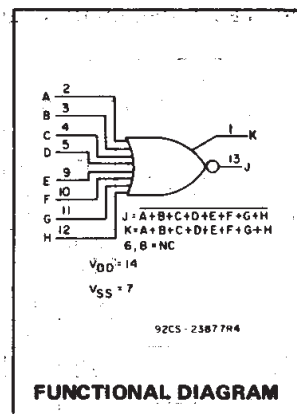 A 2
B 3
C 4
D 5
E 9
F 10
G 11
H 12
1 K
13 J
J = A+B+C+D+E+F+G+H
K=A+B+C+D+E+F+G+H
6, 8 = NC
VDD = 14
VSS = 7
92CS-23877R4
FUNCTIONAL DIAGRAM